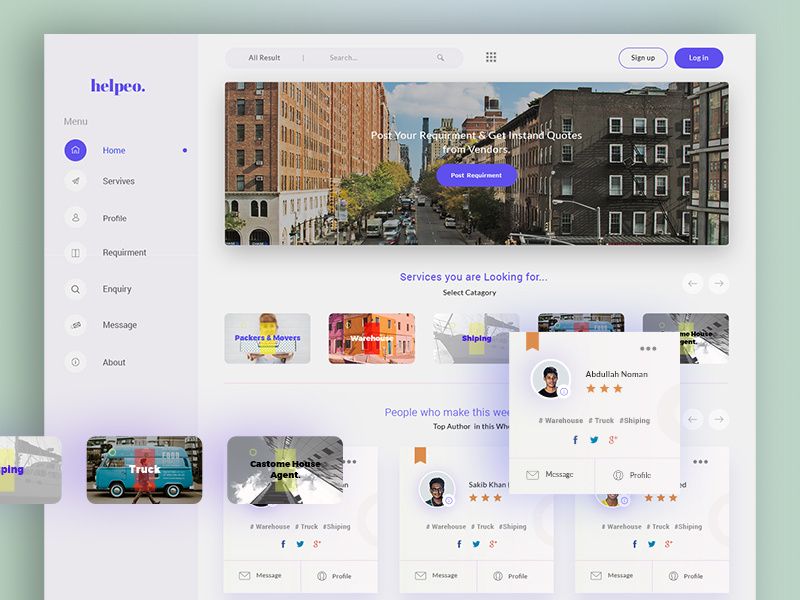 helpeo.
Menu
Home
Servives
Profile
Requirment
Enquiry
Message
About
All Result | Search...
Sign up
Log in
Post Your Requirment & Get Instand Quotes
from Vendors.
Post Requirment
Services you are Looking for...
Select Catagory
Packers & Movers
Warehouse
Shiping
ome House
Agent.
Abdullah Noman
# Warehouse # Truck #Shiping
Message
Profile
People who make this wee
Top Author in this Whe
ping
Truck
FOOD
Castome House
Agent.
an
# Warehouse # Truck #Shiping
Message
Profile
Sakib Khan
# Warehouse # Truck #Shiping
Message
Profile
ed
# Warehouse # Truck #Shiping
Message
Profile